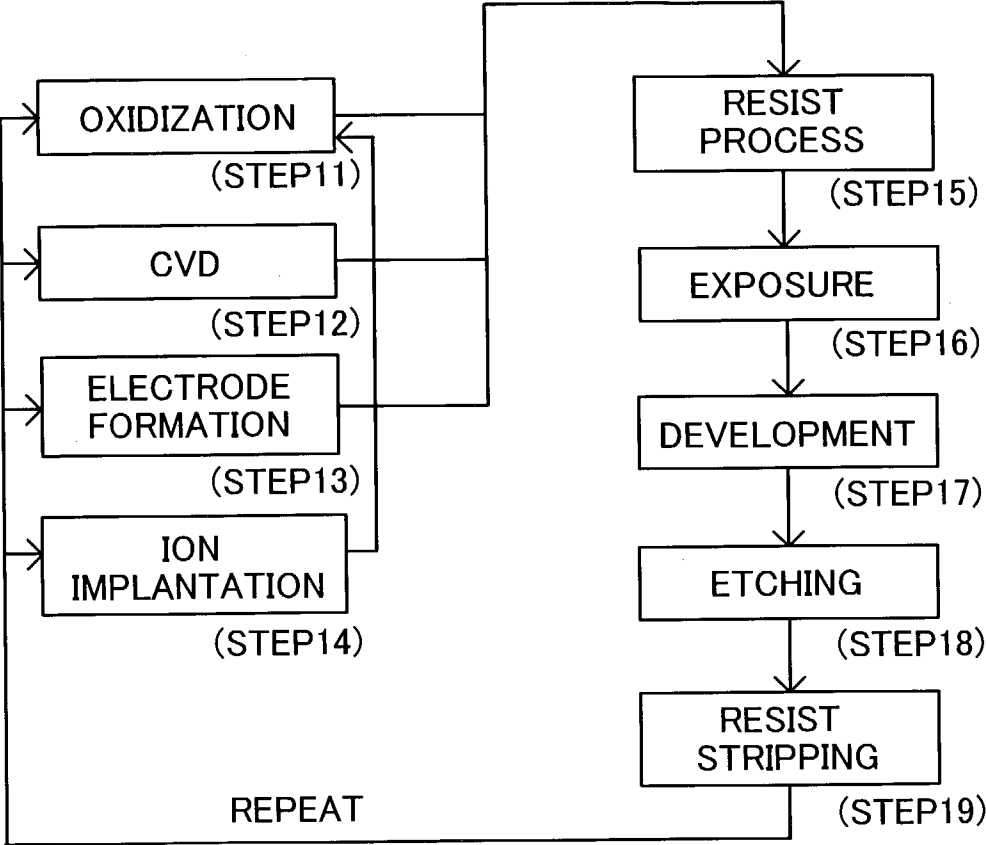 OXIDIZATION
(STEP11)
CVD
(STEP12)
ELECTRODE
FORMATION
(STEP13)
ION
IMPLANTATION
(STEP14)
RESIST
PROCESS
(STEP15)
EXPOSURE
(STEP16)
DEVELOPMENT
(STEP17)
ETCHING
(STEP18)
RESIST
STRIPPING
(STEP19)
REPEAT